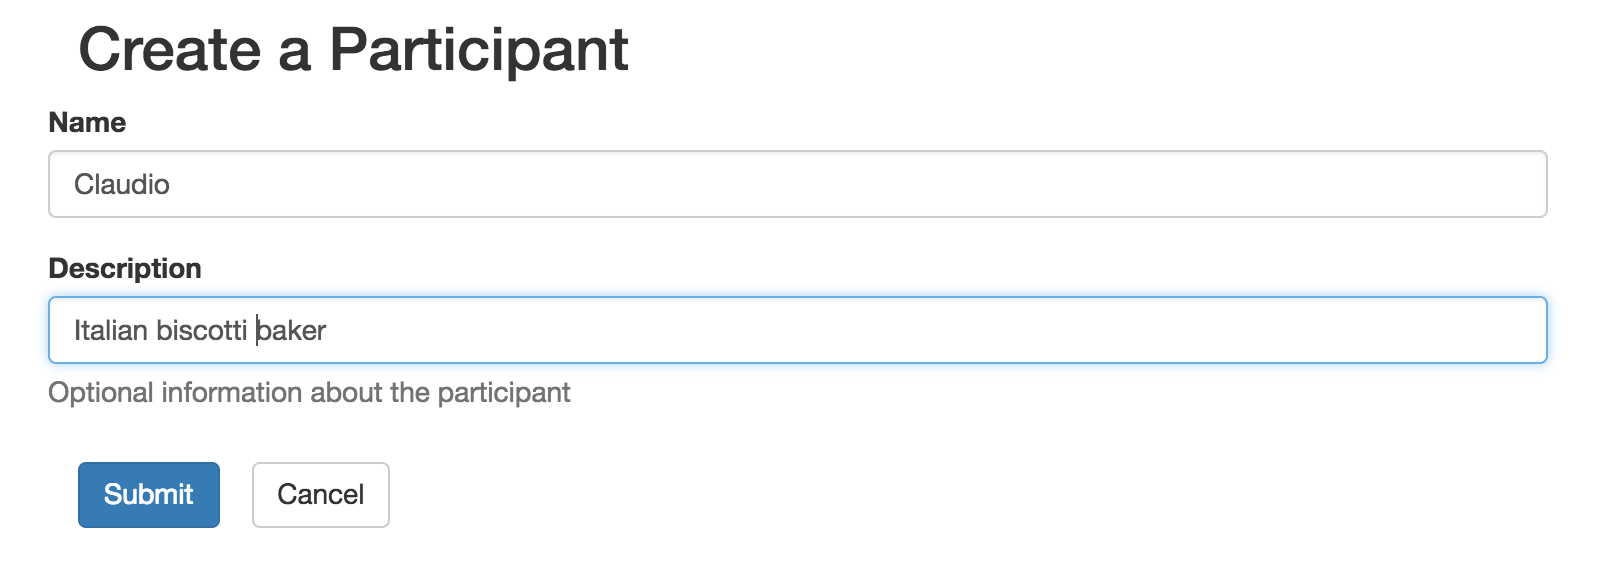 Create a Participant
Name
Claudio
Description
Italian biscotti baker
Optional information about the participant
Submit
Cancel